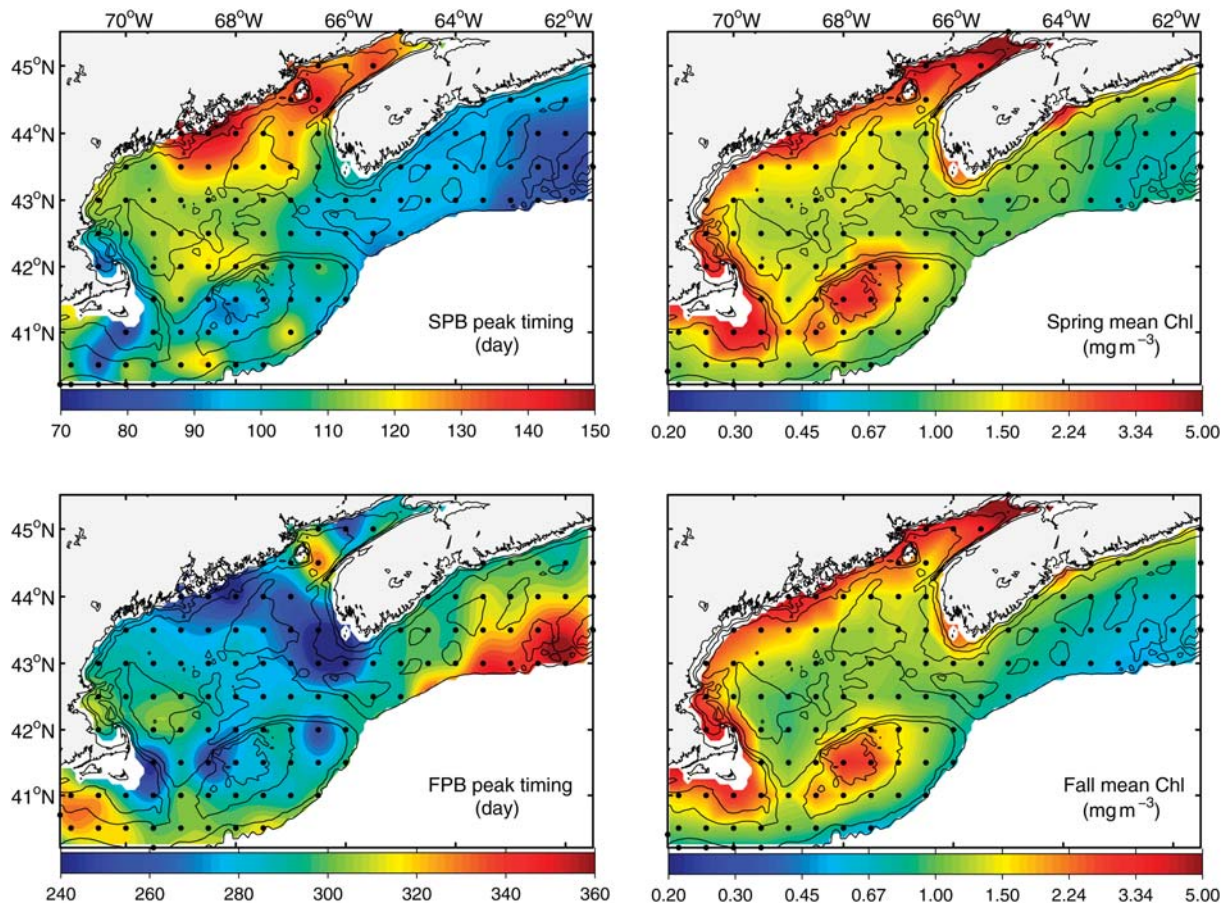 70°W 68°W 66°W 64°W 62°W
70°W 68°W 66°W 64°W 62°W
45°N
44°N
43°N
42°N
41°N
SPB peak timing
(day)
Spring mean Chl
(mg m⁻³)
70 80 90 100 110 120 130 140 150
0.20 0.30 0.45 0.67 1.00 1.50 2.24 3.34 5.00
45°N
44°N
43°N
42°N
41°N
FPB peak timing
(day)
Fall mean Chl
(mg m⁻³)
240 260 280 300 320 340 360
0.20 0.30 0.45 0.67 1.00 1.50 2.24 3.34 5.00